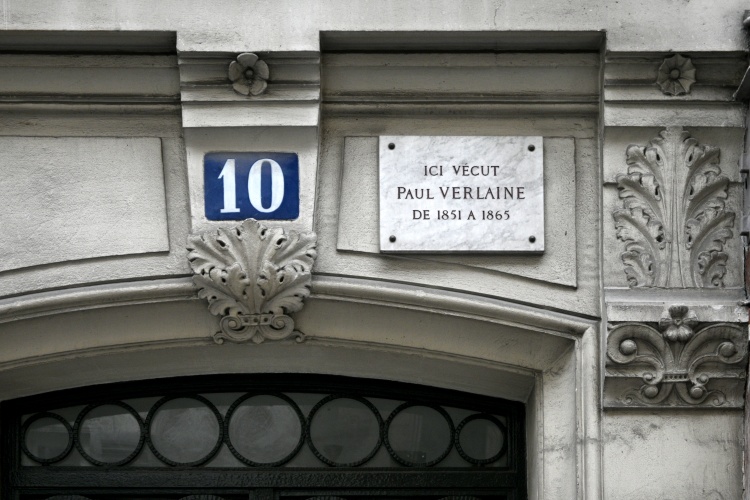 10
ICI VÉCUT
PAUL VERLAINE
DE 1851 A 1865